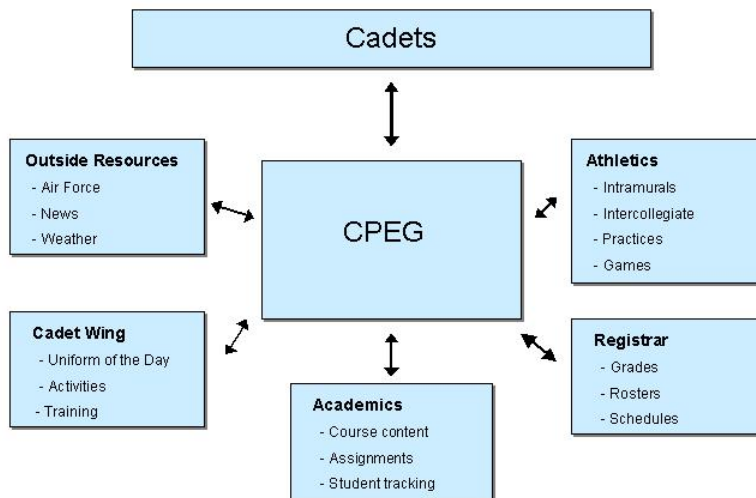 Cadets
Outside Resources
- Air Force
- News
- Weather
CPEG
Athletics
- Intramurals
- Intercollegiate
- Practices
- Games
Cadet Wing
- Uniform of the Day
- Activities
- Training
Academics
- Course content
- Assignments
- Student tracking
Registrar
- Grades
- Rosters
- Schedules